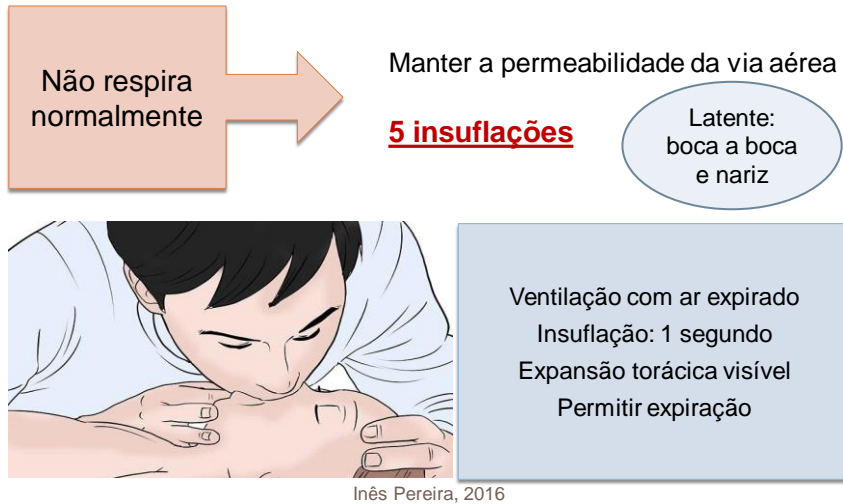 Não respira
normalmente
Manter a permeabilidade da via aérea
5 insuflações
Latente:
boca a boca
e nariz
Ventilação com ar expirado
Insuflação: 1 segundo
Expansão torácica visível
Permitir expiração
Inês Pereira, 2016